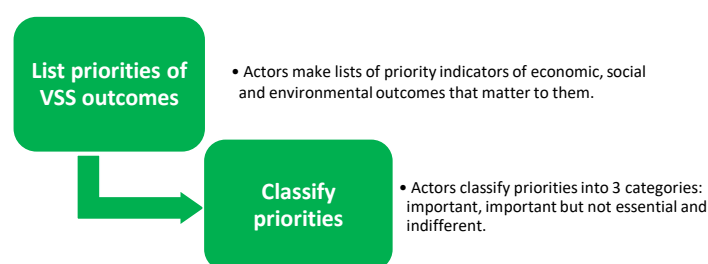 List priorities of
VSS outcomes
• Actors make lists of priority indicators of economic, social
and environmental outcomes that matter to them.
Classify
priorities
• Actors classify priorities into 3 categories:
important, important but not essential and
indifferent.